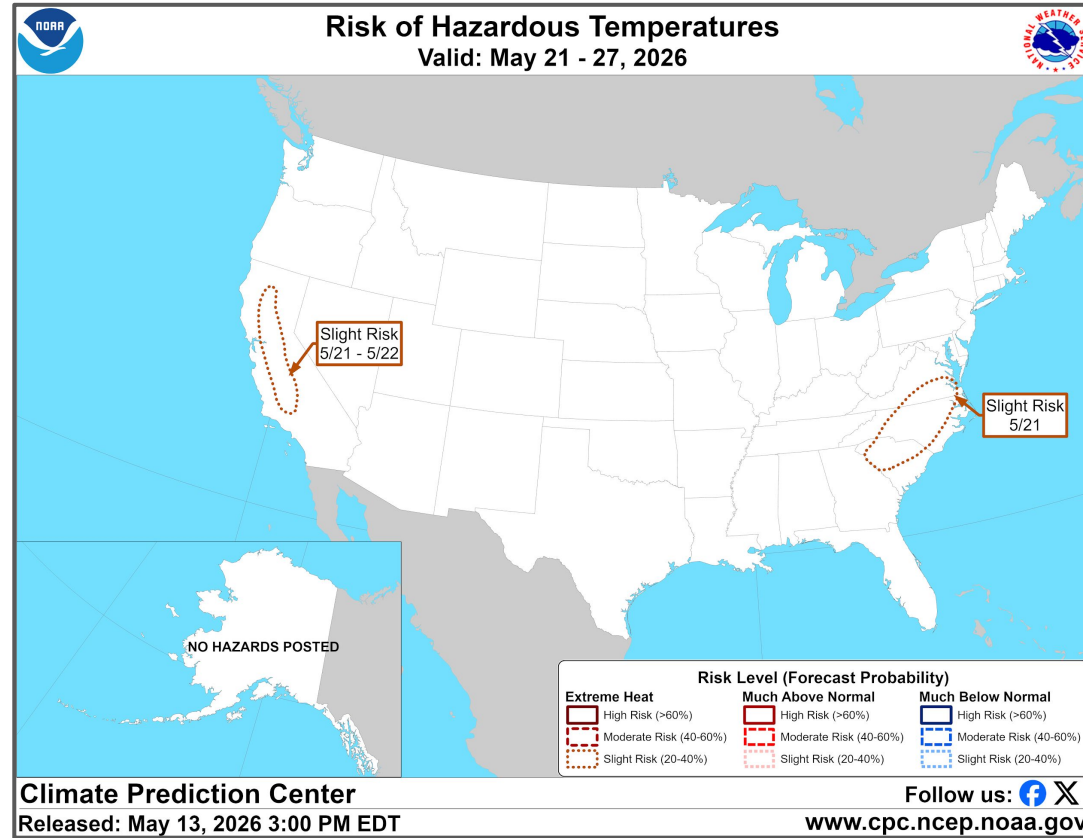 NOAA
Risk of Hazardous Temperatures
Valid: May 21 - 27, 2026
NATIONAL WEATHER SERVICE
Slight Risk
5/21 - 5/22
Slight Risk
5/21
NO HAZARDS POSTED
Risk Level (Forecast Probability)
Extreme Heat
High Risk (>60%)
Moderate Risk (40-60%)
Slight Risk (20-40%)
Much Above Normal
High Risk (>60%)
Moderate Risk (40-60%)
Slight Risk (20-40%)
Much Below Normal
High Risk (>60%)
Moderate Risk (40-60%)
Slight Risk (20-40%)
Climate Prediction Center
Follow us:
Released: May 13, 2026 3:00 PM EDT
www.cpc.ncep.noaa.gov